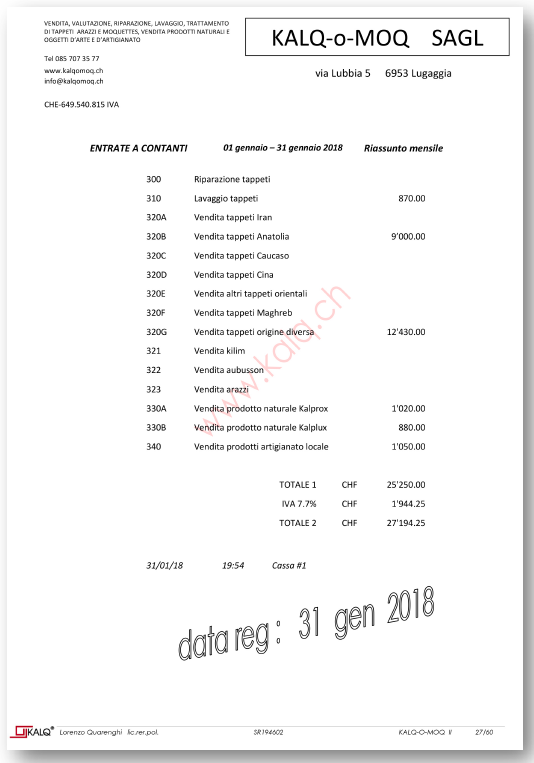 VENDITA, VALUTAZIONE, RIPARAZIONE, LAVAGGIO, TRATTAMENTO
DI TAPPETI ARAZZI E MOQUETTES, VENDITA PRODOTTI NATURALI E
OGGETTI D'ARTE E D'ARTIGIANATO
KALQ-o-MOQ SAGL
Tel 085 707 35 77
www.kalqomoq.ch
info@kalqomoq.ch
via Lubbia 5 6953 Lugaggia
CHE-649.540.815 IVA
ENTRATE A CONTANTI 01 gennaio – 31 gennaio 2018 Riassunto mensile
300 Riparazione tappeti
310 Lavaggio tappeti 870.00
320A Vendita tappeti Iran
320B Vendita tappeti Anatolia 9'000.00
320C Vendita tappeti Caucaso
320D Vendita tappeti Cina
320E Vendita altri tappeti orientali
320F Vendita tappeti Maghreb
320G Vendita tappeti origine diversa 12'430.00
321 Vendita kilim
322 Vendita aubusson
323 Vendita arazzi
330A Vendita prodotto naturale Kalprox 1'020.00
330B Vendita prodotto naturale Kalplux 880.00
340 Vendita prodotti artigianato locale 1'050.00
www.kalq.ch
TOTALE 1 CHF 25'250.00
IVA 7.7% CHF 1'944.25
TOTALE 2 CHF 27'194.25
31/01/18 19:54 Cassa #1
data reg : 31 gen 2018
KALQ® Lorenzo Quarenghi lic.rer.pol. SR194602 KALQ-O-MOQ II 27/60